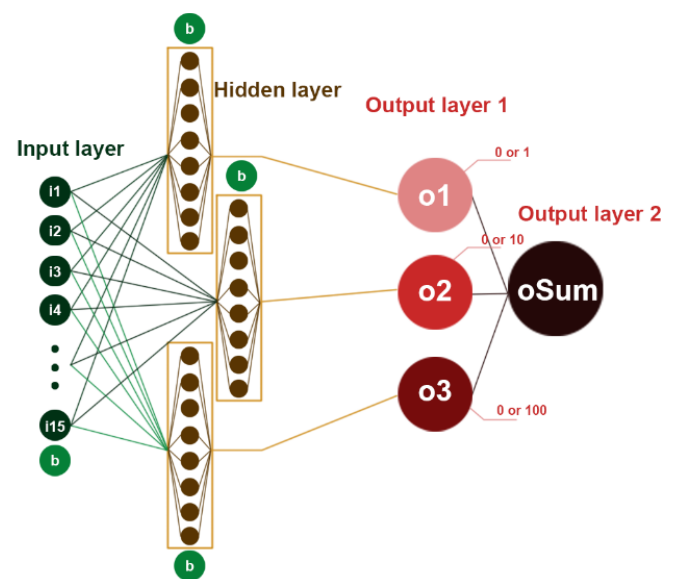 b
Hidden layer
Output layer 1
Input layer
0 or 1
b
i1
o1
Output layer 2
i2
0 or 10
i3
o2
oSum
i4
o3
0 or 100
i15
b
b